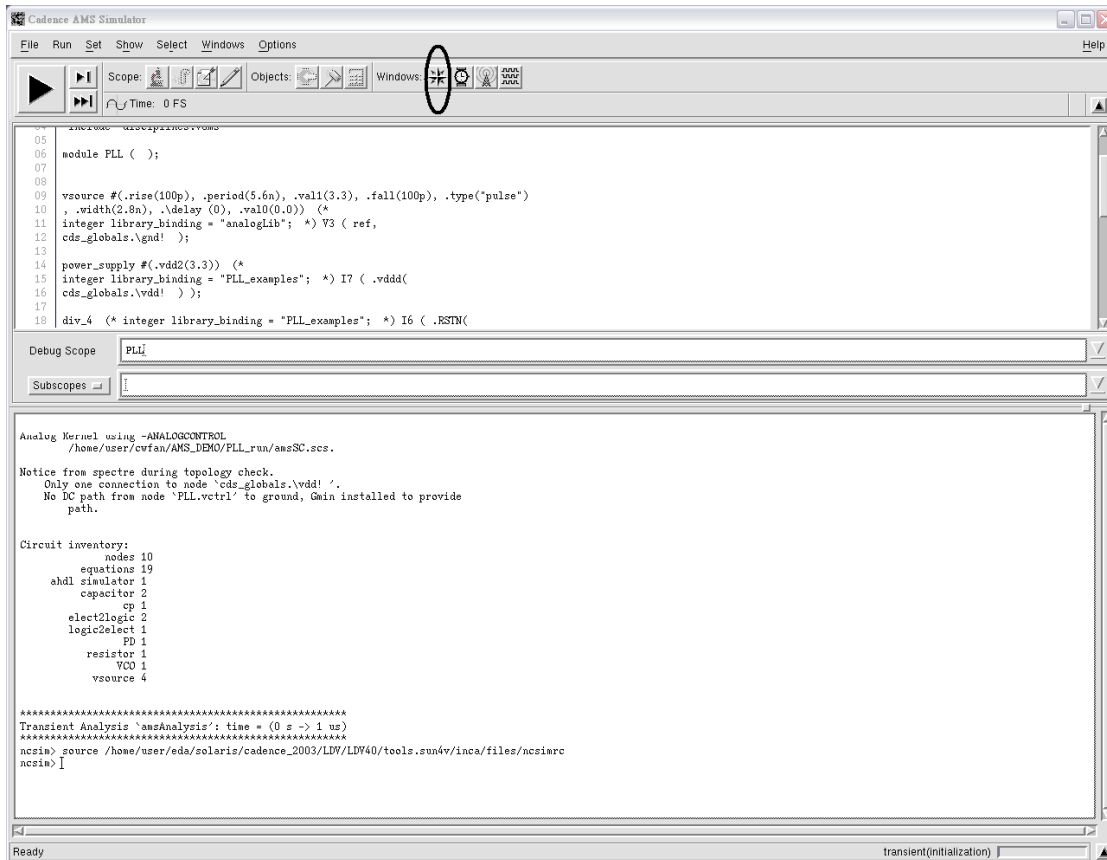 Cadence AMS Simulator
File Run Set Show Select Windows Options Help
Scope: Objects: Windows:
Time: 0 FS
04 `include "disciplines.vams"
05
06 module PLL ( );
07
08
09 vsource #(.rise(100p), .period(5.6n), .val1(3.3), .fall(100p), .type("pulse")
10 , .width(2.8n), .\delay (0), .val0(0.0)) (*
11 integer library_binding = "analogLib"; *) V3 ( ref,
12 cds_globals.\gnd! );
13
14 power_supply #(.vdd2(3.3)) (*
15 integer library_binding = "PLL_examples"; *) I7 ( .vddd(
16 cds_globals.\vdd! ) );
17
18 div_4 (* integer library_binding = "PLL_examples"; *) I6 ( .RSTN(
Debug Scope PLL
Subscopes
Analog Kernel using -ANALOGCONTROL
/home/user/cwfan/AMS_DEMO/PLL_run/amsSC.scs.
Notice from spectre during topology check.
Only one connection to node `cds_globals.\vdd! '.
No DC path from node `PLL.vctrl' to ground, Gmin installed to provide
path.
Circuit inventory:
nodes 10
equations 19
ahdl simulator 1
capacitor 2
cp 1
elect2logic 2
logic2elect 1
PD 1
resistor 1
VCO 1
vsource 4
******************************************************
Transient Analysis `amsAnalysis': time = (0 s -> 1 us)
******************************************************
ncsim> source /home/user/eda/solaris/cadence_2003/LDV/LDV40/tools.sun4v/inca/files/ncsimrc
ncsim>
Ready transient(initialization)